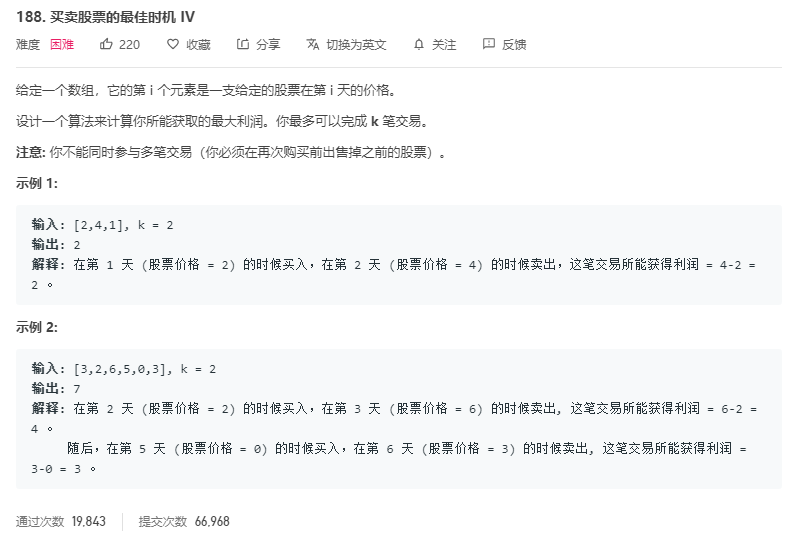 188. 买卖股票的最佳时机 IV
难度 困难 220 收藏 分享 切换为英文 关注 反馈
给定一个数组，它的第 i 个元素是一支给定的股票在第 i 天的价格。
设计一个算法来计算你所能获取的最大利润。你最多可以完成 k 笔交易。
注意: 你不能同时参与多笔交易（你必须在再次购买前出售掉之前的股票）。
示例 1:
输入: [2,4,1], k = 2
输出: 2
解释: 在第 1 天 (股票价格 = 2) 的时候买入，在第 2 天 (股票价格 = 4) 的时候卖出，这笔交易所能获得利润 = 4-2 =
2 。
示例 2:
输入: [3,2,6,5,0,3], k = 2
输出: 7
解释: 在第 2 天 (股票价格 = 2) 的时候买入，在第 3 天 (股票价格 = 6) 的时候卖出, 这笔交易所能获得利润 = 6-2 =
4 。
随后，在第 5 天 (股票价格 = 0) 的时候买入，在第 6 天 (股票价格 = 3) 的时候卖出, 这笔交易所能获得利润 =
3-0 = 3 。
通过次数 19,843 提交次数 66,968